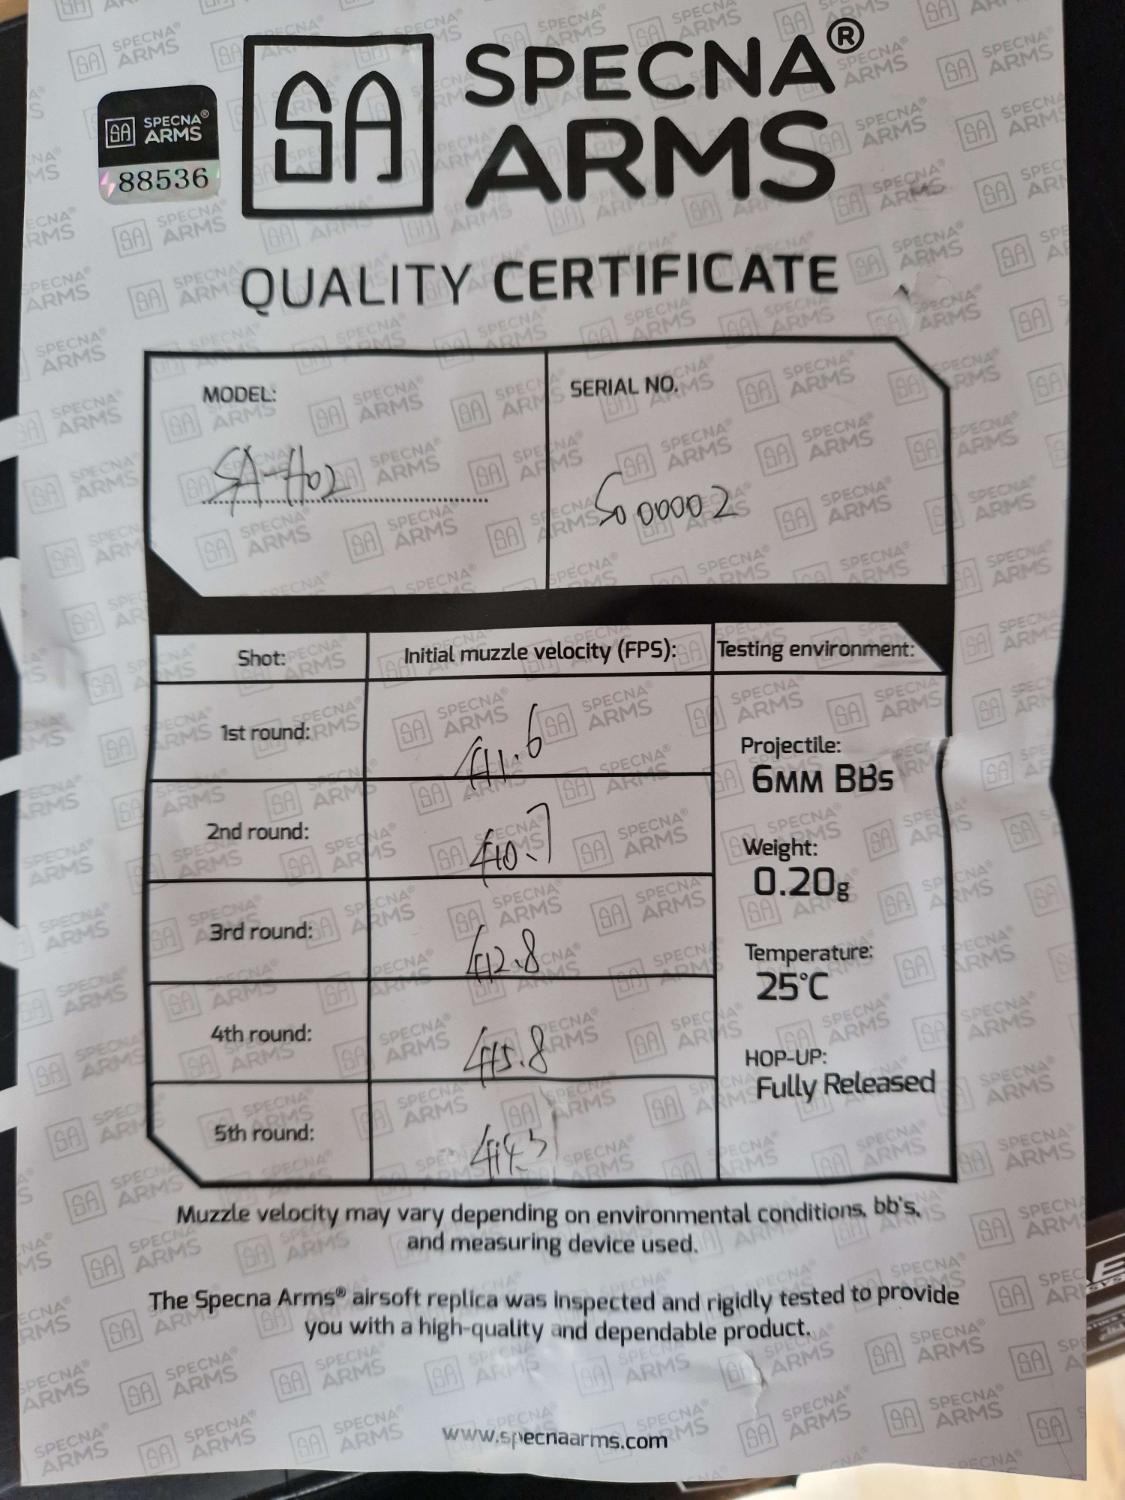 SPECNA®
ARMS
SA
SPECNA®
ARMS
88536
SA
QUALITY CERTIFICATE
MODEL:
SA-H02
SERIAL NO.
S000002
Shot:
Initial muzzle velocity (FPS):
Testing environment:
1st round:
411.6
2nd round:
410.7
3rd round:
412.8
4th round:
415.8
5th round:
Projectile:
6MM BBs
Weight:
0.20g
Temperature:
25°C
HOP-UP:
Fully Released
Muzzle velocity may vary depending on environmental conditions, bb's,
and measuring device used.
The Specna Arms® airsoft replica was inspected and rigidly tested to provide
you with a high-quality and dependable product.
www.specnaarms.com